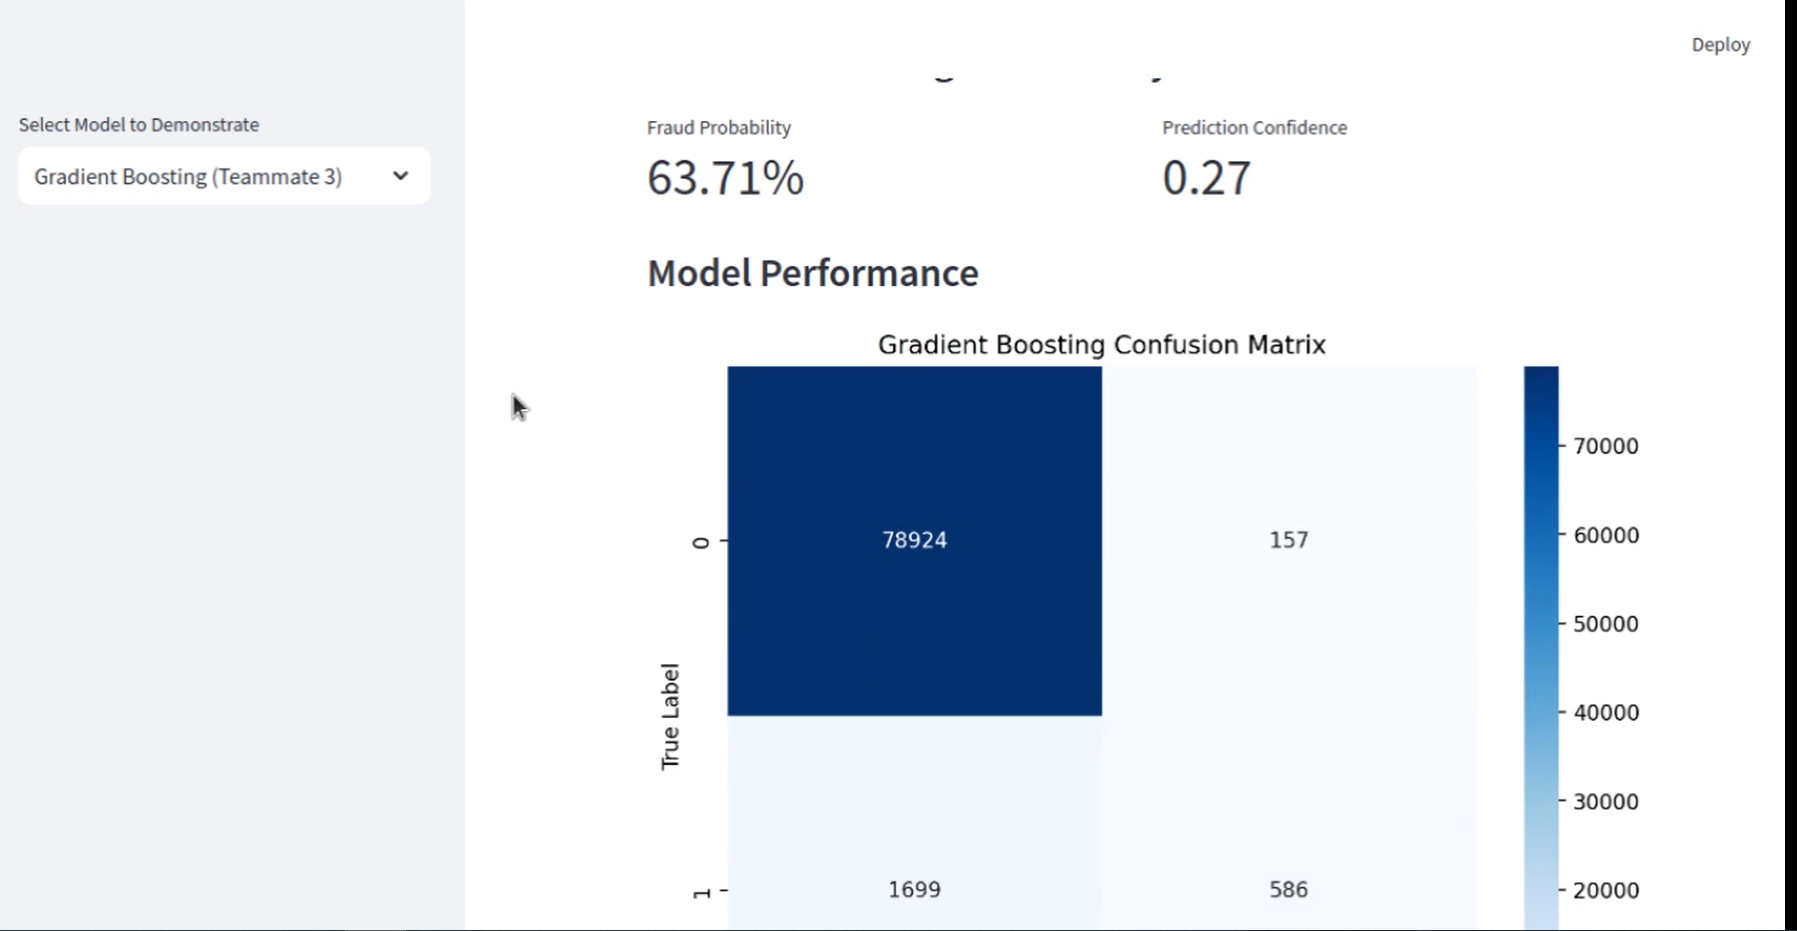 Deploy
Select Model to Demonstrate
Gradient Boosting (Teammate 3)
Fraud Probability
63.71%
Prediction Confidence
0.27
Model Performance
Gradient Boosting Confusion Matrix
True Label
0
1
78924
157
1699
586
70000
60000
50000
40000
30000
20000